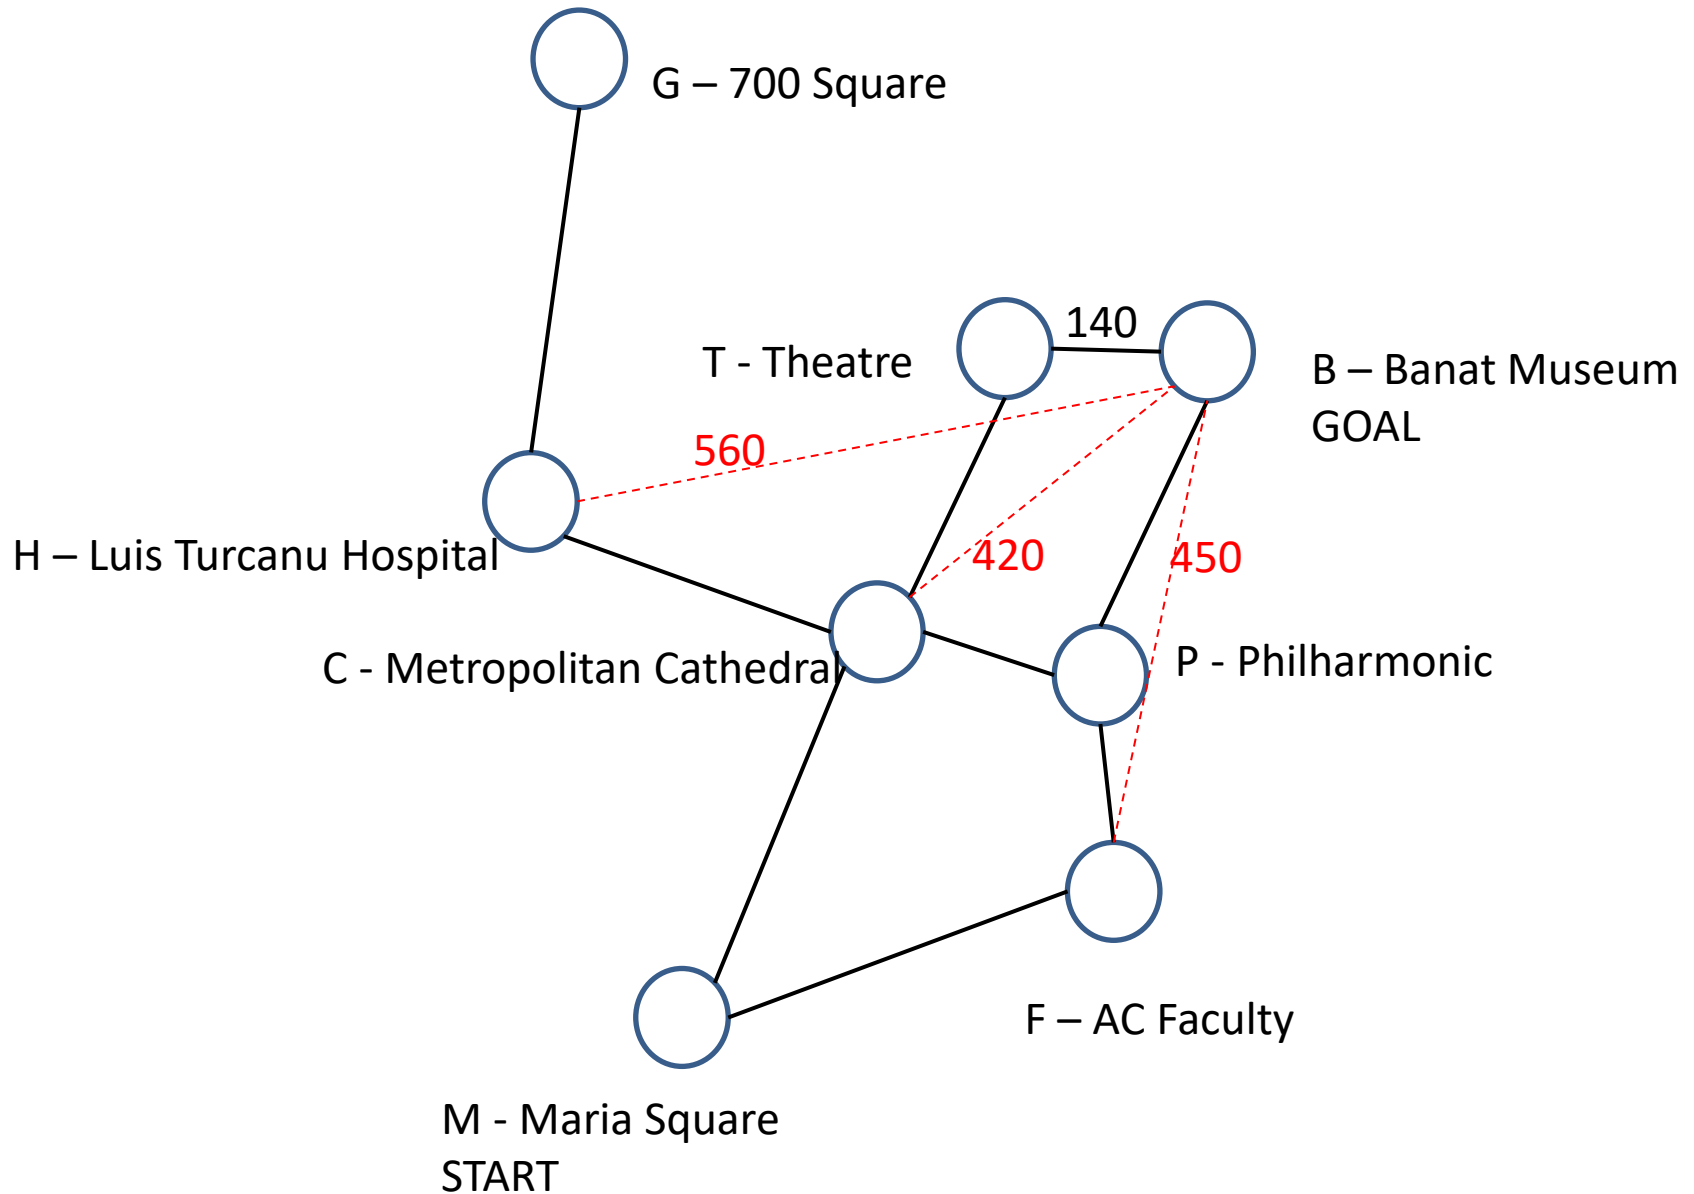 G – 700 Square
140
T - Theatre
B – Banat Museum
GOAL
560
420
450
H – Luis Turcanu Hospital
C - Metropolitan Cathedral
P - Philharmonic
F – AC Faculty
M - Maria Square
START